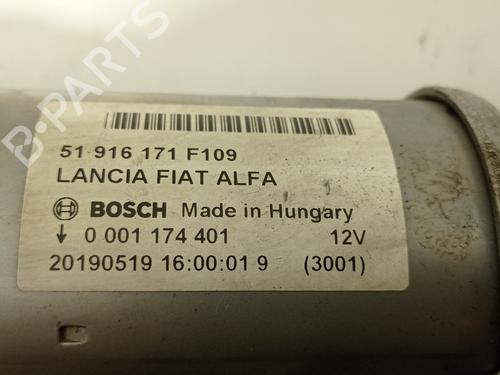 51 916 171 F109
LANCIA FIAT ALFA
BOSCH Made in Hungary
0 001 174 401 12V
20190519 16:00:01 9 (3001)
B-PARTS